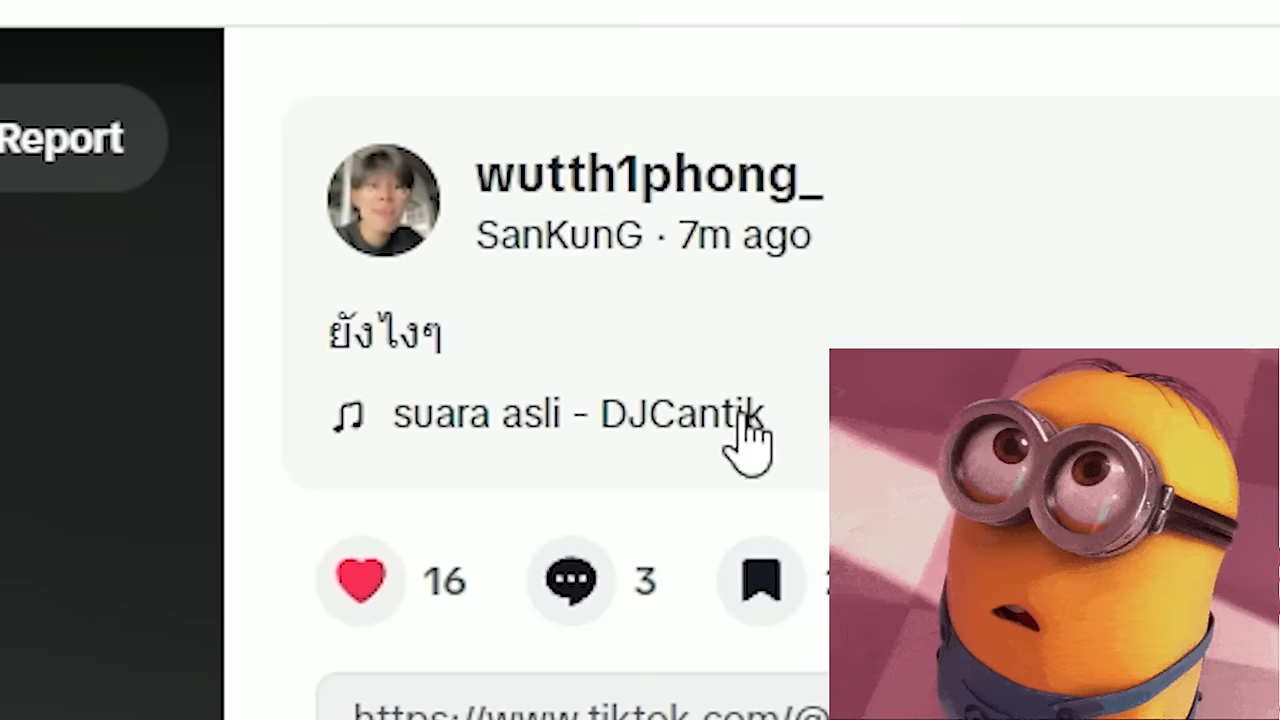 Report
wutth1phong_
SanKunG · 7m ago
ยังไงๆ
suara asli - DJCantik
16
3
https://www.tiktok.com/@